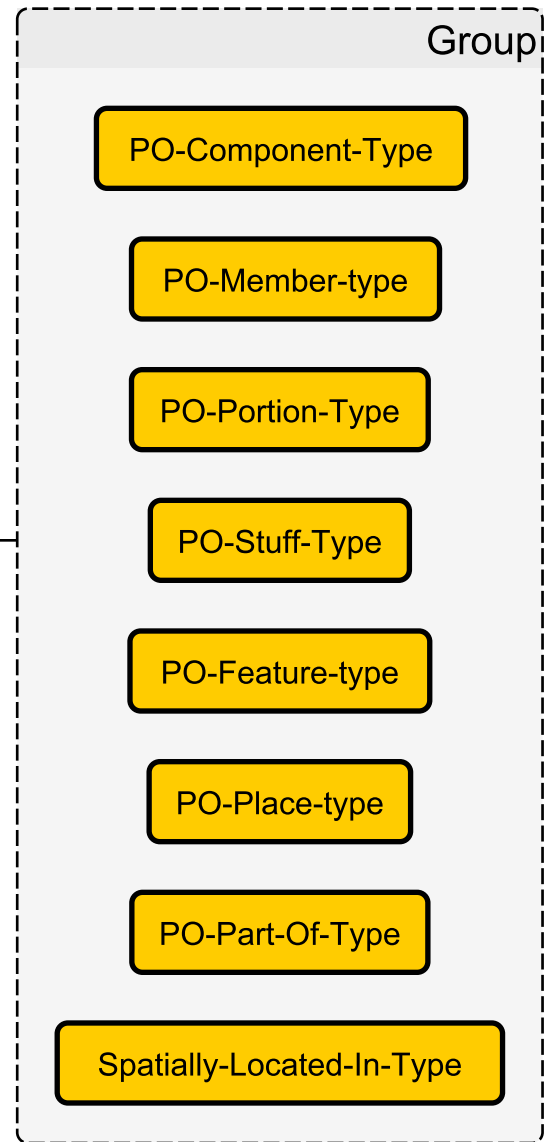 Group
PO-Component-Type
PO-Member-type
PO-Portion-Type
PO-Stuff-Type
PO-Feature-type
PO-Place-type
PO-Part-Of-Type
Spatially-Located-In-Type